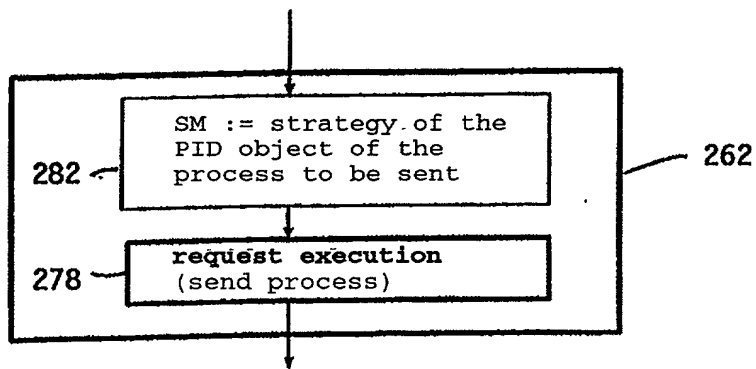 SM := strategy of the
PID object of the
process to be sent
282
262
request execution
(send process)
278